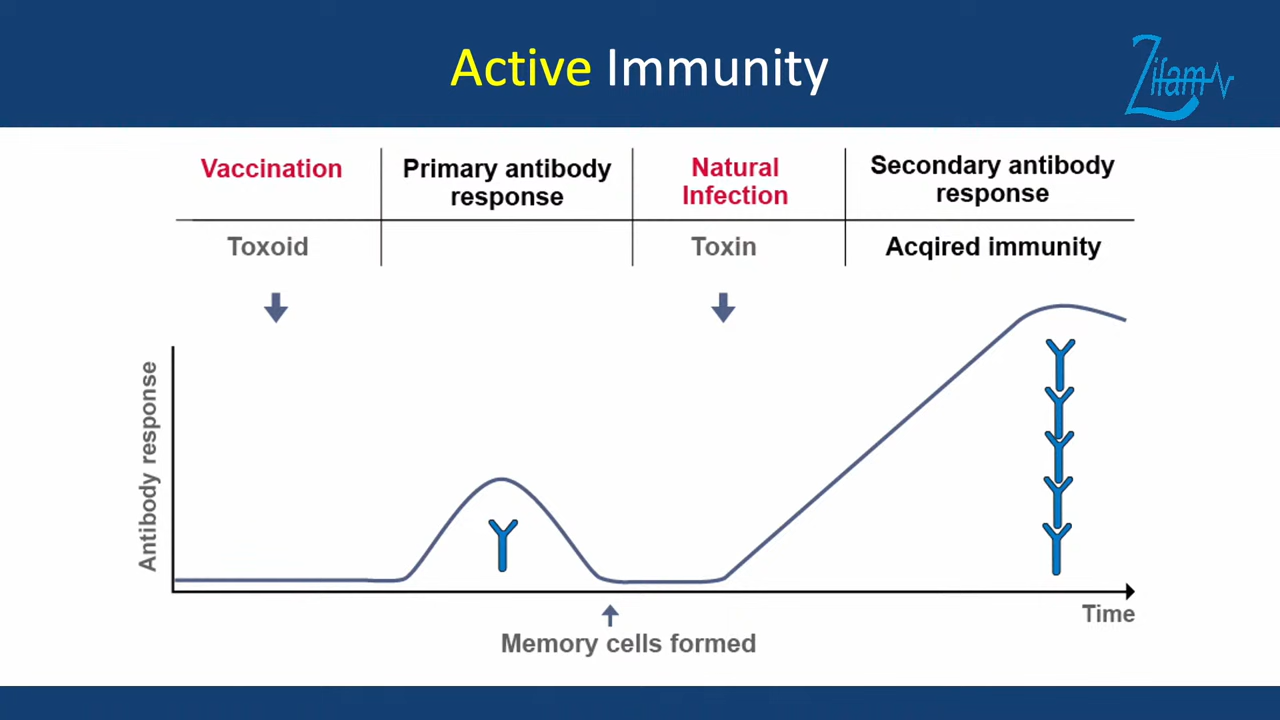 Active Immunity
Zifam
Vaccination
Primary antibody
response
Natural
Infection
Secondary antibody
response
Toxoid
Toxin
Acqired immunity
Antibody response
Time
Memory cells formed